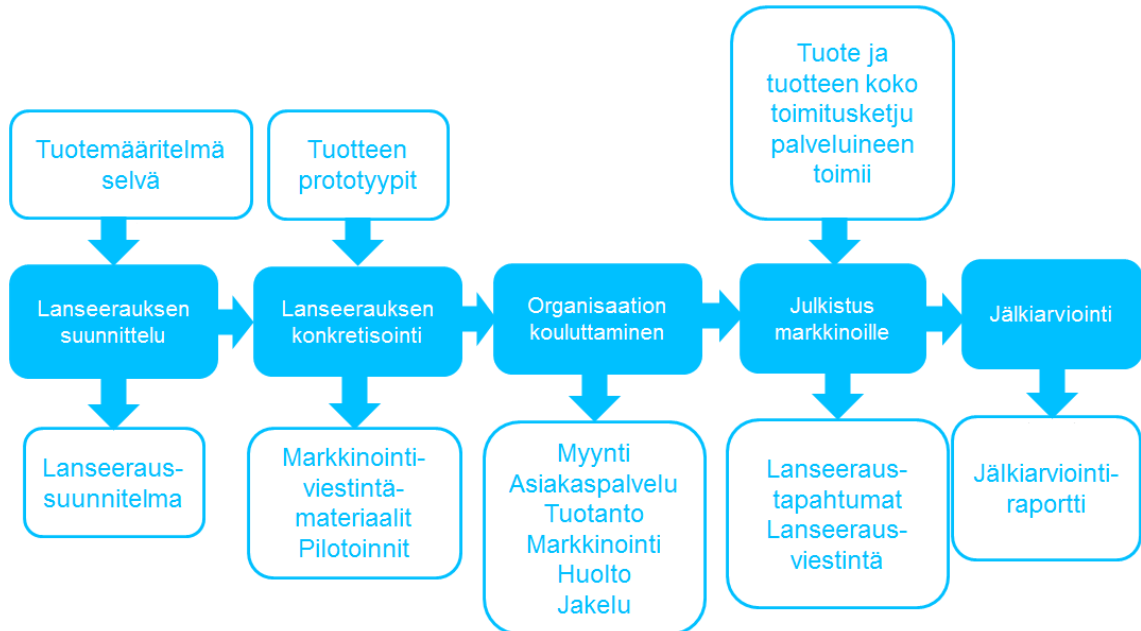 Tuotemääritelmä
selvä
Tuotteen
prototyypit
Tuote ja
tuotteen koko
toimitusketju
palveluineen
toimii
Lanseerauksen
suunnittelu
Lanseerauksen
konkretisointi
Organisaation
kouluttaminen
Julkistus
markkinoille
Jälkiarviointi
Lanseeraus-
suunnitelma
Markkinointi-
viestintä-
materiaalit
Pilotoinnit
Myynti
Asiakaspalvelu
Tuotanto
Markkinointi
Huolto
Jakelu
Lanseeraus-
tapahtumat
Lanseeraus-
viestintä
Jälkiarviointi-
raportti